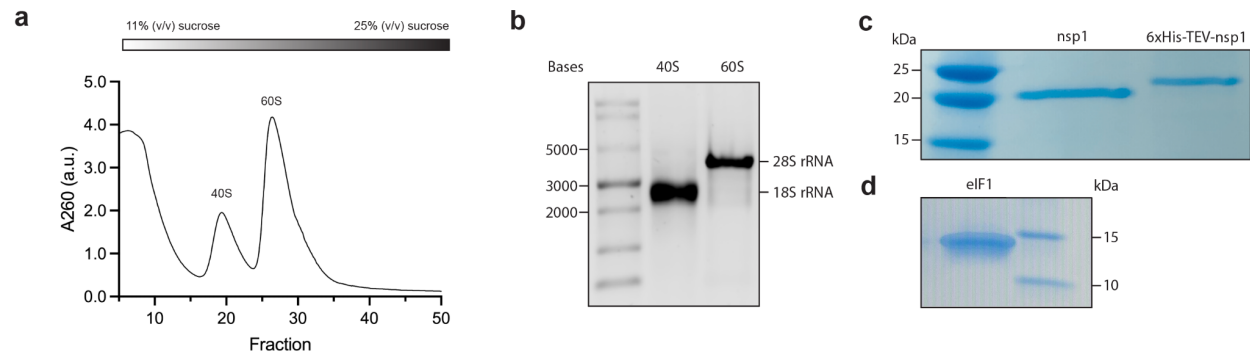 a
11% (v/v) sucrose 25% (v/v) sucrose
5.0
4.0
3.0
2.0
1.0
0.0
A260 (a.u.)
40S
60S
10 20 30 40 50
Fraction
b
Bases 40S 60S
5000
3000
2000
28S rRNA
18S rRNA
c
kDa nsp1 6xHis-TEV-nsp1
25
20
15
d
eIF1 kDa
15
10